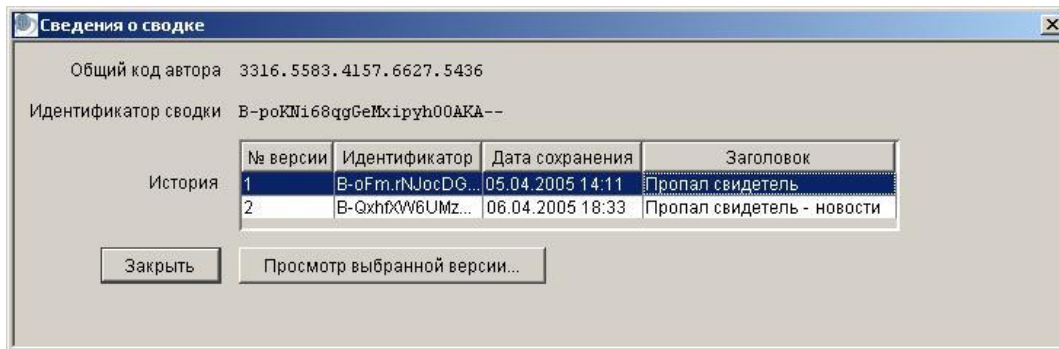 Сведения о сводке
Общий код автора 3316.5583.4157.6627.5436
Идентификатор сводки B-poKNi68qgGeMxipyh00AKA--
№ версии Идентификатор Дата сохранения Заголовок
История
1 B-oFm.rNJocDG... 05.04.2005 14:11 Пропал свидетель
2 B-QxhfXW6UMz... 06.04.2005 18:33 Пропал свидетель - новости
Закрыть Просмотр выбранной версии...